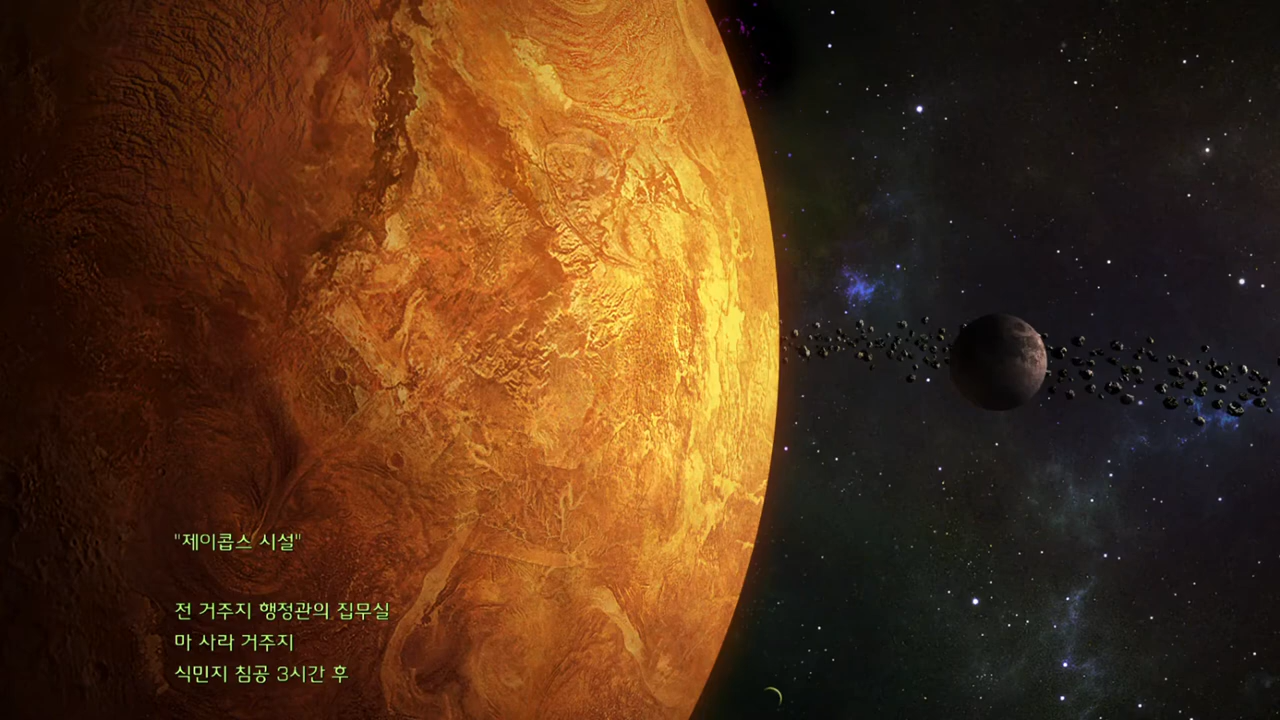 "제이콥스 시설"
전 거주지 행정관의 집무실
마 사라 거주지
식민지 침공 3시간 후